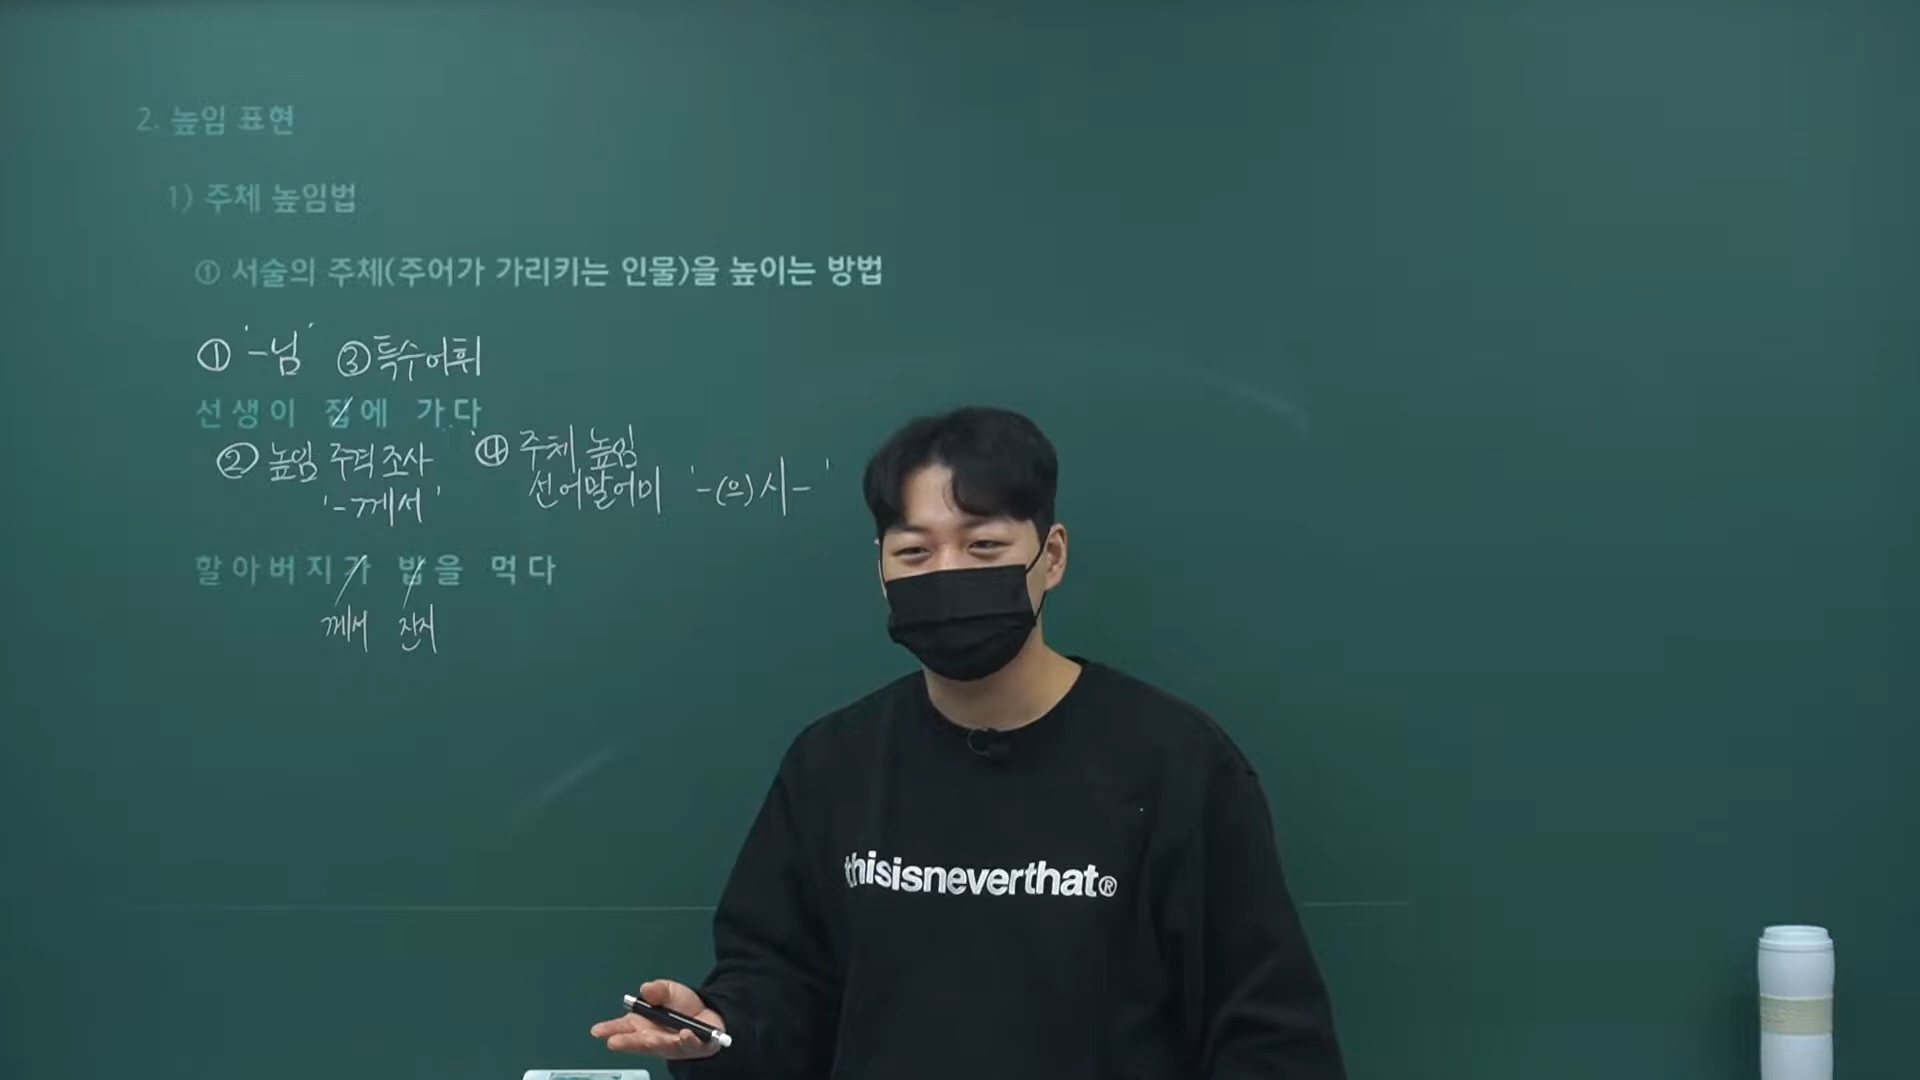 2. 높임 표현
1) 주체 높임법
① 서술의 주체(주어가 가리키는 인물)을 높이는 방법
① '-님' ③ 특수어휘
선생이 집에 가다
② 높임 주격조사 ④ 주체 높임
'-께서' 선어말어미 '-(으)시-'
할아버지가 밥을 먹다
께서 진지
thisisneverthat®